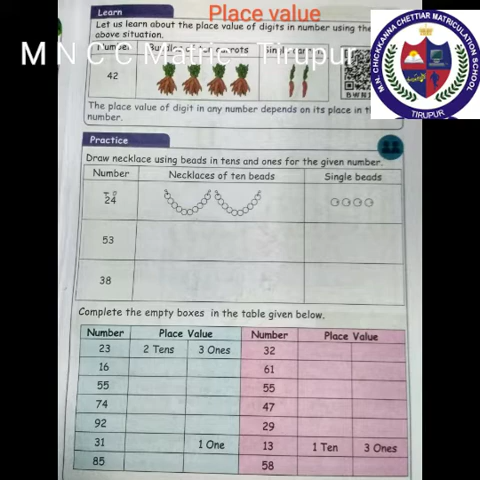 Place value
Learn
Let us learn about the place value of digits in number using the
above situation.
M N C C Matric - Tirupur
Number
42
The place value of digit in any number depends on its place in
number.
M.N. CHICKKANNA CHETTIAR MATRICULATION SCHOOL
TIRUPUR
Practice
Draw necklace using beads in tens and ones for the given number.
Number Necklaces of ten beads Single beads
T O
24
53
38
Complete the empty boxes in the table given below.
Number Place Value Number Place Value
23 2 Tens 3 Ones 32
16 61
55 55
74 47
92 29
31 1 One 13 1 Ten 3 Ones
85 58